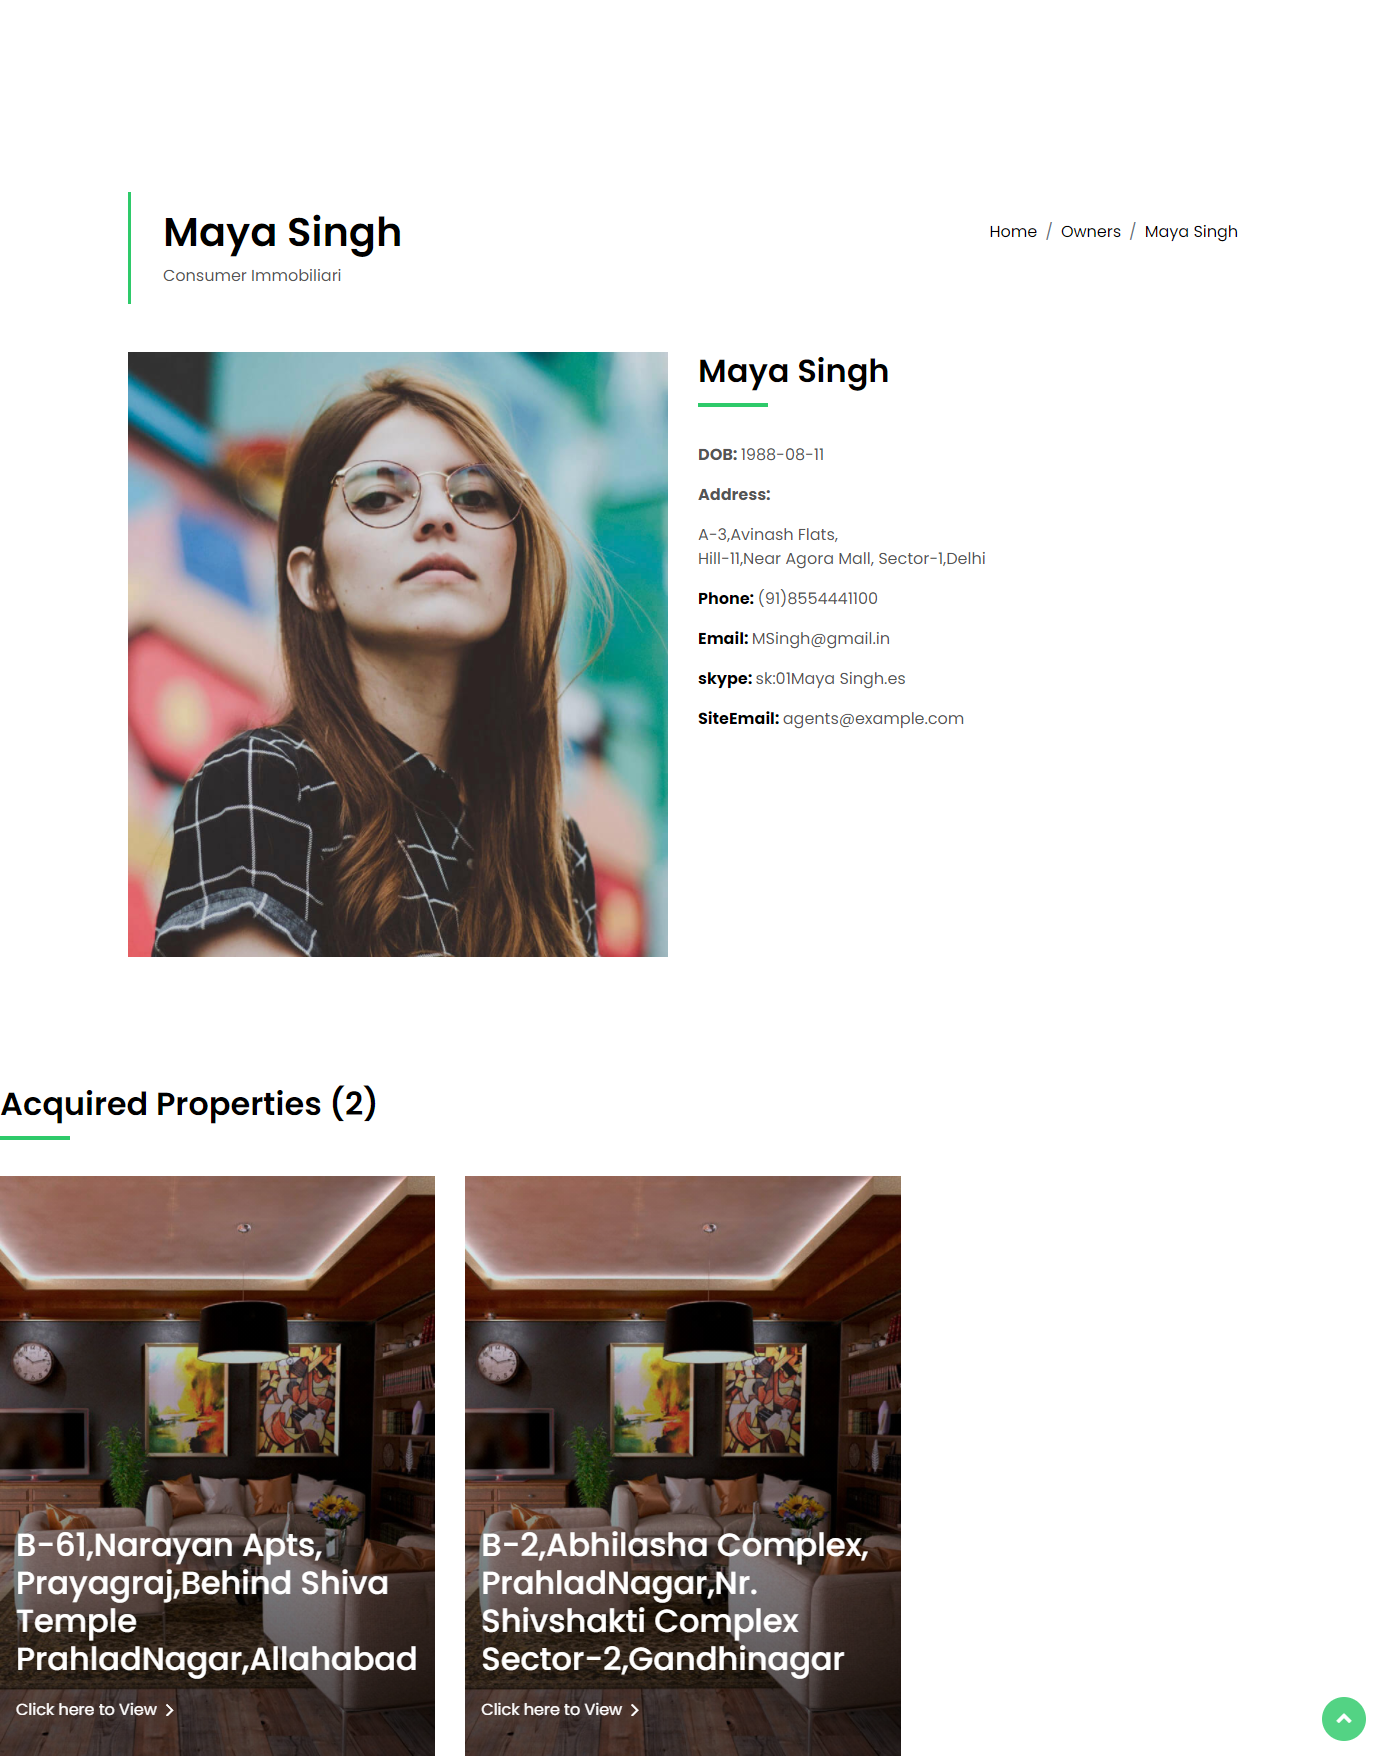 Maya Singh
Consumer Immobiliari
Home / Owners / Maya Singh
Maya Singh
DOB: 1988-08-11
Address:
A-3,Avinash Flats,
Hill-11,Near Agora Mall, Sector-1,Delhi
Phone: (91)8554441100
Email: MSingh@gmail.in
skype: sk:01Maya Singh.es
SiteEmail: agents@example.com
Acquired Properties (2)
B-61,Narayan Apts,
Prayagraj,Behind Shiva
Temple
PrahladNagar,Allahabad
Click here to View
B-2,Abhilasha Complex,
PrahladNagar,Nr.
Shivshakti Complex
Sector-2,Gandhinagar
Click here to View